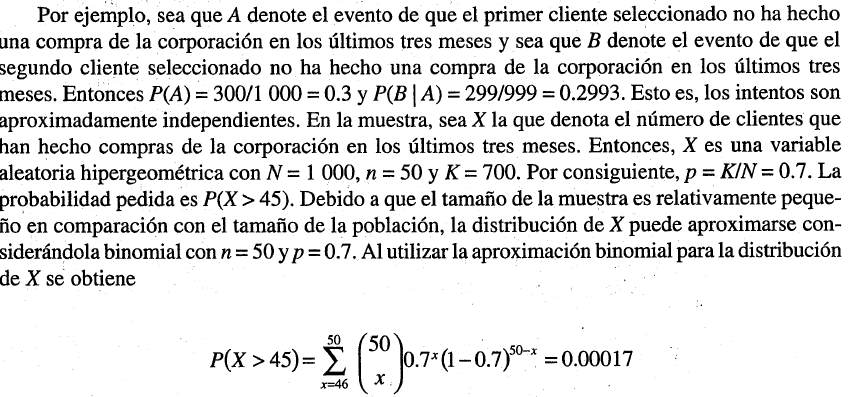 Por ejemplo, sea que A denote el evento de que el primer cliente seleccionado no ha hecho
una compra de la corporación en los últimos tres meses y sea que B denote el evento de que el
segundo cliente seleccionado no ha hecho una compra de la corporación en los últimos tres
meses. Entonces P(A) = 300/1 000 = 0.3 y P(B | A) = 299/999 = 0.2993. Esto es, los intentos son
aproximadamente independientes. En la muestra, sea X la que denota el número de clientes que
han hecho compras de la corporación en los últimos tres meses. Entonces, X es una variable
aleatoria hipergeométrica con N = 1 000, n = 50 y K = 700. Por consiguiente, p = K/N = 0.7. La
probabilidad pedida es P(X > 45). Debido a que el tamaño de la muestra es relativamente peque-
ño en comparación con el tamaño de la población, la distribución de X puede aproximarse con-
siderándola binomial con n = 50 y p = 0.7. Al utilizar la aproximación binomial para la distribución
de X se obtiene
P(X > 45) = ∑_{x=46}^{50} \binom{50}{x} 0.7^x (1 – 0.7)^{50–x} = 0.00017